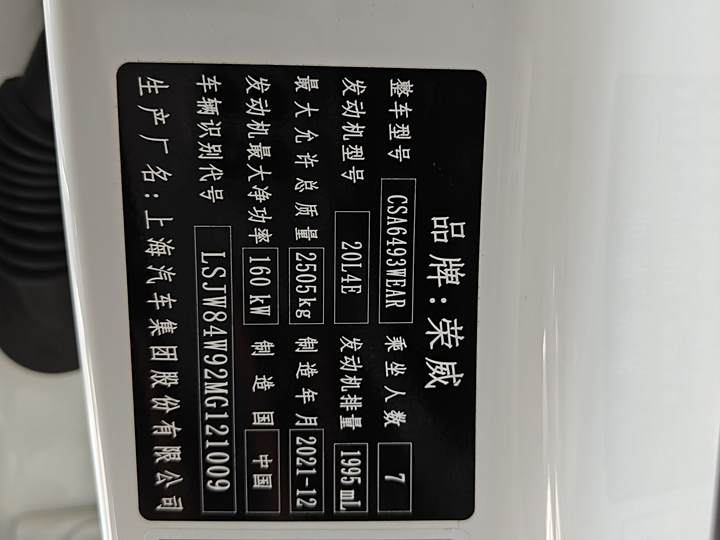 品牌:荣威
整车型号 CSA6493WEAR 乘坐人数 7
发动机型号 20L4E 发动机排量 1995 mL
最大允许总质量 2505kg 制造年月 2021-12
发动机最大净功率 160 kW 制造国 中国
车辆识别代号 LSJW84W92MG121009
生产厂名:上海汽车集团股份有限公司